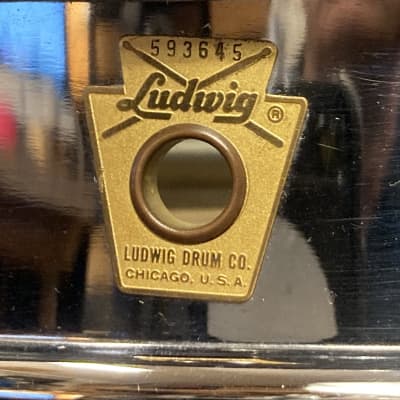 593645
Ludwig ®
LUDWIG DRUM CO.
CHICAGO, U.S.A.